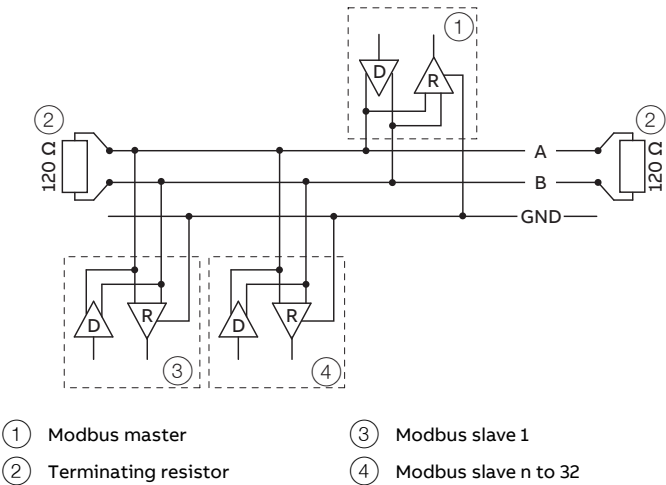 1
D
R
2
2
120 Ω
A
120 Ω
B
GND
D
R
D
R
3
4
1 Modbus master
3 Modbus slave 1
2 Terminating resistor
4 Modbus slave n to 32